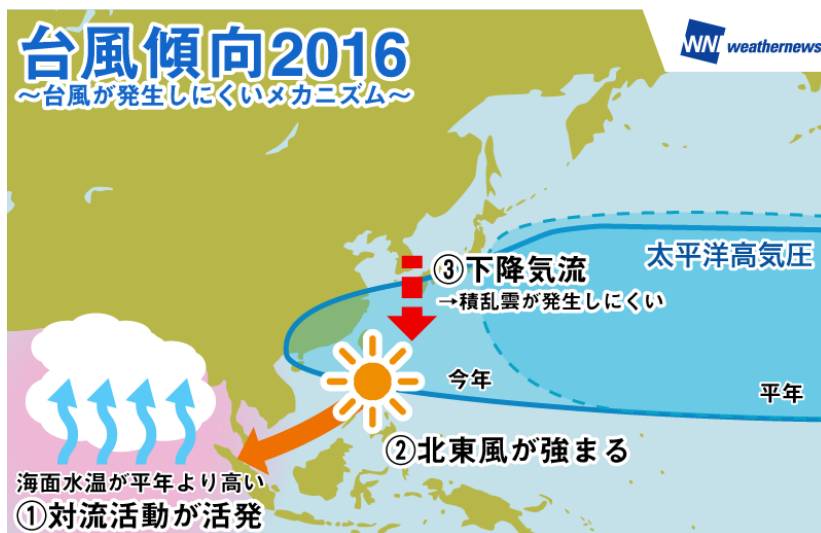 台風傾向2016
～台風が発生しにくいメカニズム～
WNI weathernews
太平洋高気圧
③下降気流
→積乱雲が発生しにくい
今年
平年
②北東風が強まる
海面水温が平年より高い
①対流活動が活発